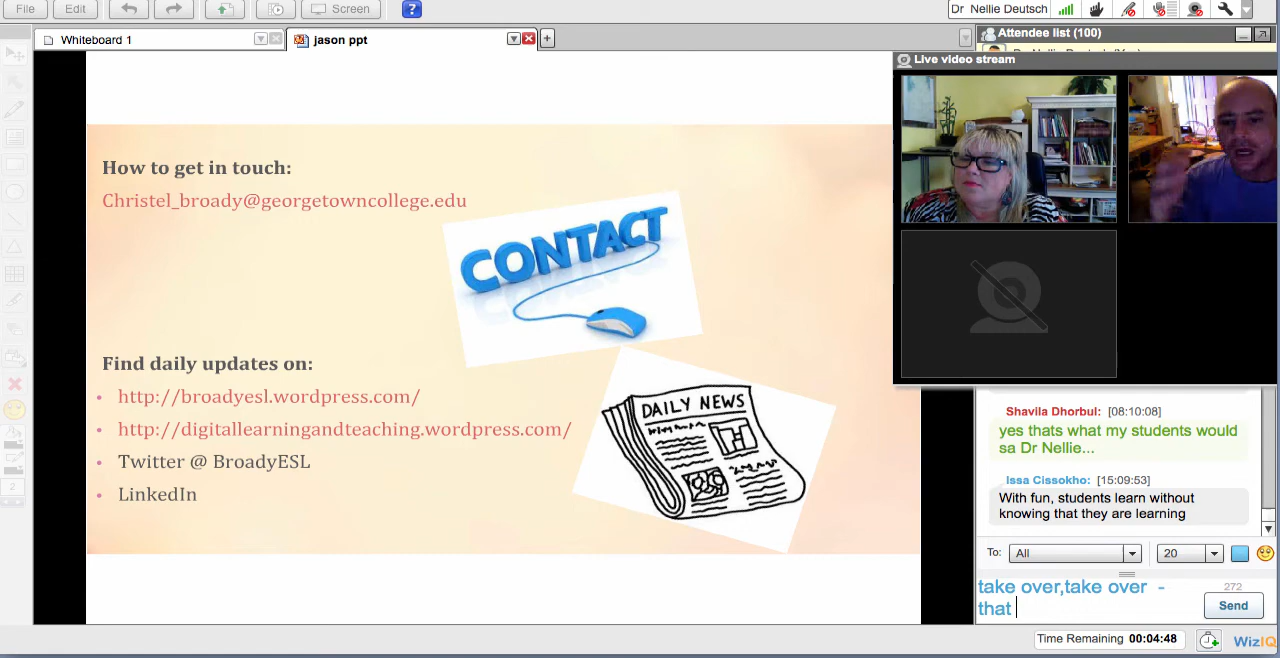 File Edit Screen ?
Dr Nellie Deutsch
Whiteboard 1
jason ppt
Attendee list (100)
Live video stream
How to get in touch:
Christel_broady@georgetowncollege.edu
CONTACT
Find daily updates on:
• http://broadyesl.wordpress.com/
• http://digitallearningandteaching.wordpress.com/
• Twitter @ BroadyESL
• LinkedIn
DAILY NEWS
Shavila Dhorbul: [08:10:08]
yes thats what my students would
sa Dr Nellie...
Issa Cissokho: [15:09:53]
With fun, students learn without
knowing that they are learning
To: All 20
take over,take over -
that
272
Send
2
Time Remaining 00:04:48
WizIQ